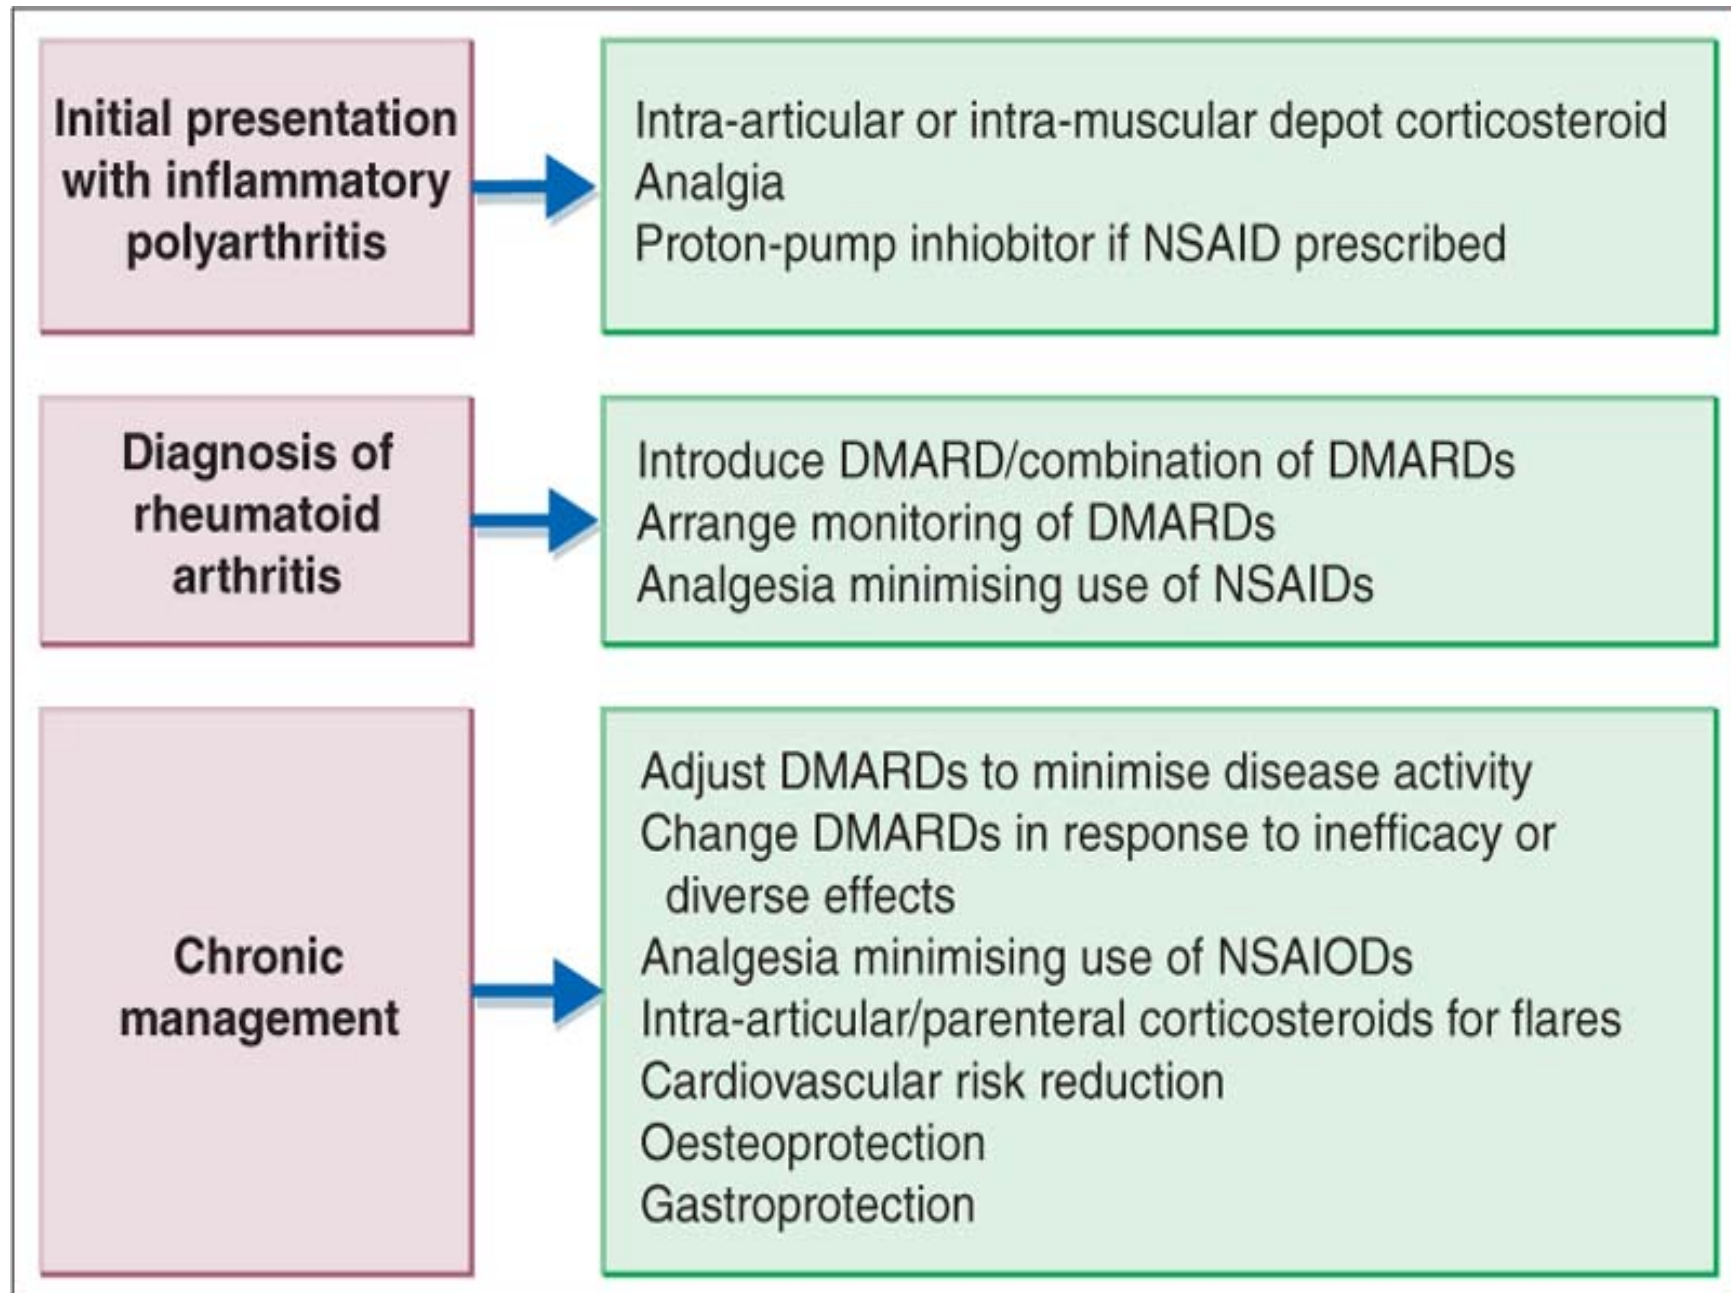 Initial presentation
with inflammatory
polyarthritis
Intra-articular or intra-muscular depot corticosteroid
Analgia
Proton-pump inhiobitor if NSAID prescribed
Diagnosis of
rheumatoid
arthritis
Introduce DMARD/combination of DMARDs
Arrange monitoring of DMARDs
Analgesia minimising use of NSAIDs
Chronic
management
Adjust DMARDs to minimise disease activity
Change DMARDs in response to inefficacy or
diverse effects
Analgesia minimising use of NSAIODs
Intra-articular/parenteral corticosteroids for flares
Cardiovascular risk reduction
Oesteoprotection
Gastroprotection